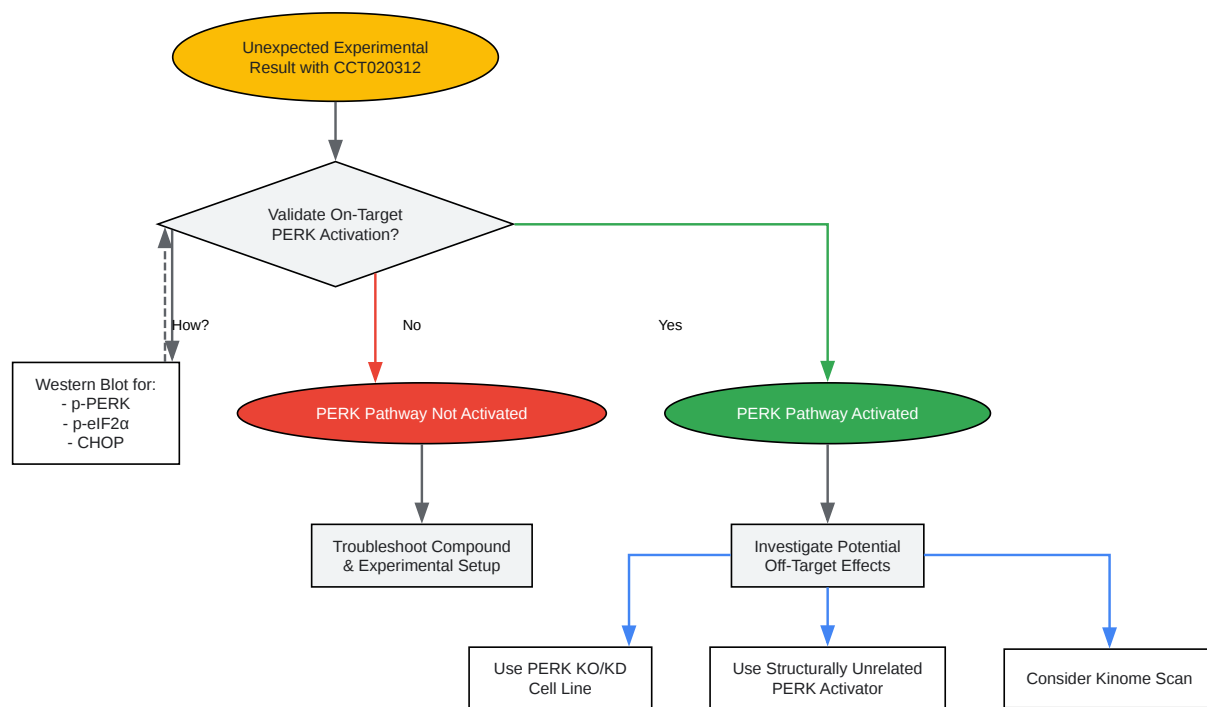 Unexpected Experimental
Result with CCT020312
Validate On-Target
PERK Activation?
How?
No
Yes
Western Blot for:
- p-PERK
- p-eIF2α
- CHOP
PERK Pathway Not Activated
PERK Pathway Activated
Troubleshoot Compound
& Experimental Setup
Investigate Potential
Off-Target Effects
Use PERK KO/KD
Cell Line
Use Structurally Unrelated
PERK Activator
Consider Kinome Scan